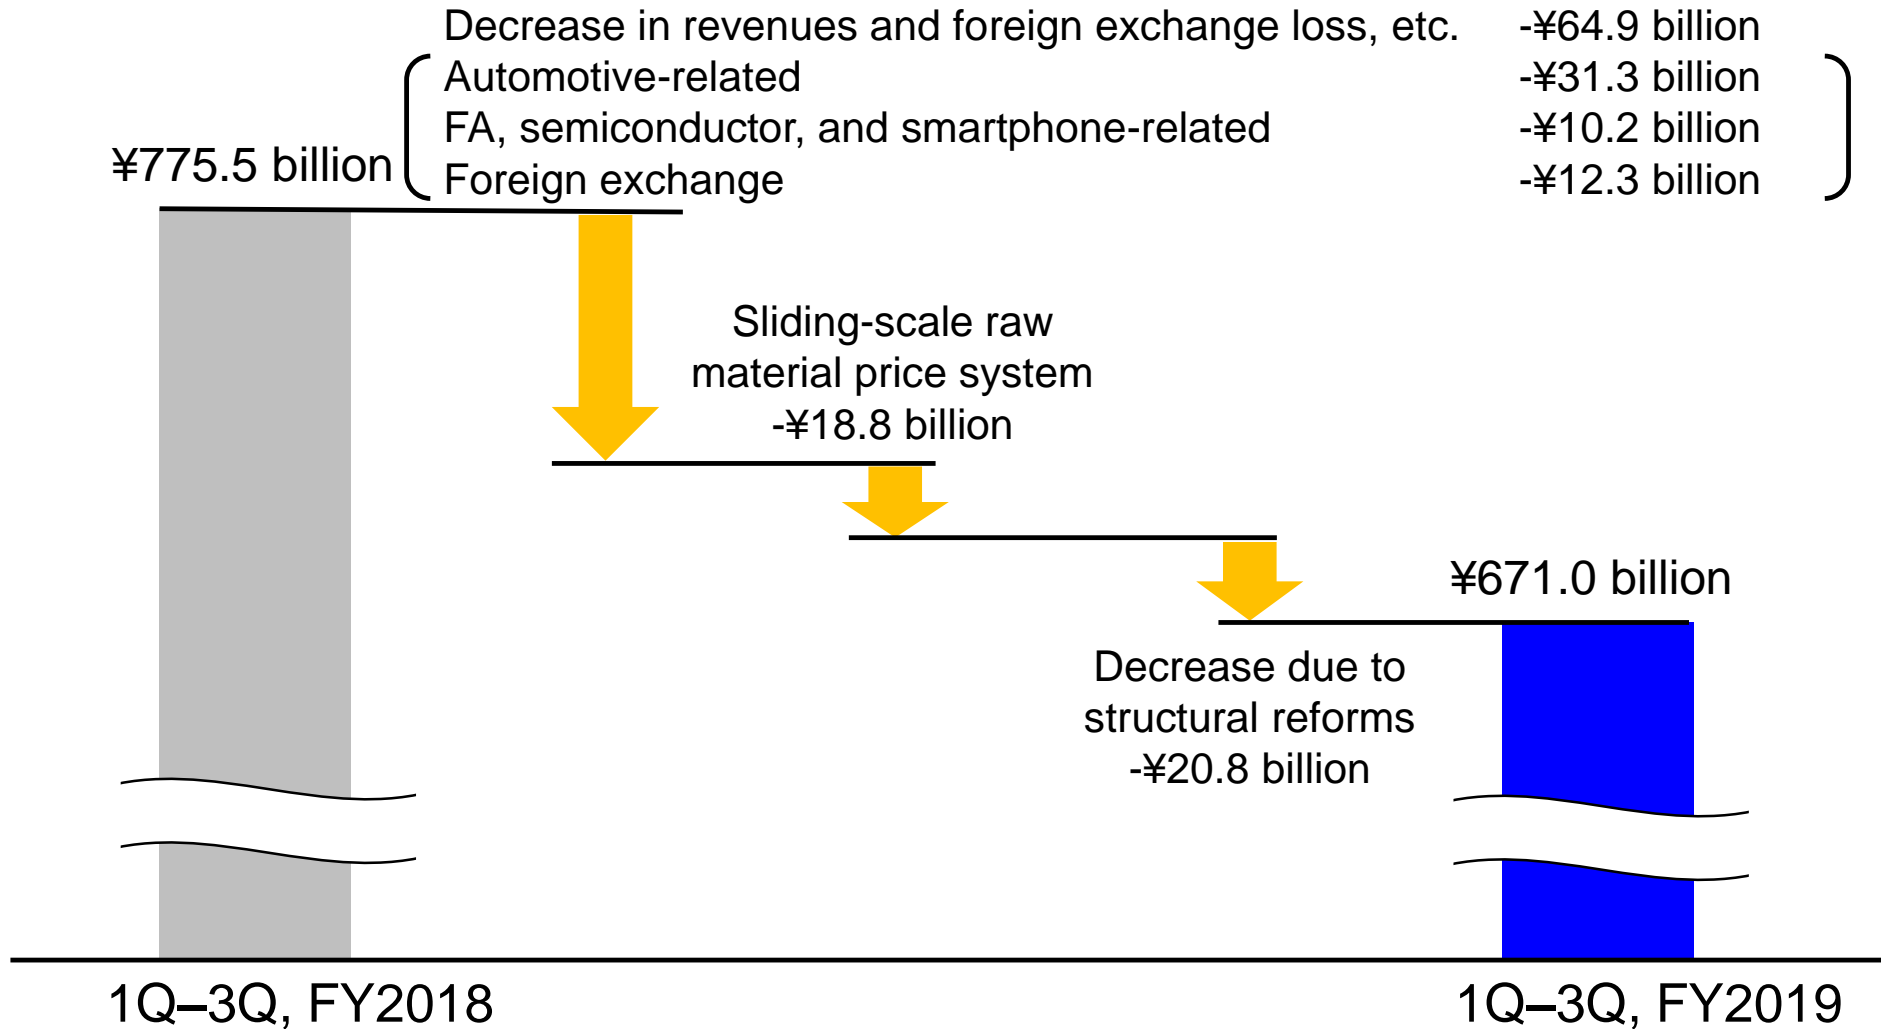 Decrease in revenues and foreign exchange loss, etc. -¥64.9 billion
Automotive-related -¥31.3 billion
FA, semiconductor, and smartphone-related -¥10.2 billion
Foreign exchange -¥12.3 billion
¥775.5 billion
Sliding-scale raw
material price system
-¥18.8 billion
¥671.0 billion
Decrease due to
structural reforms
-¥20.8 billion
1Q–3Q, FY2018
1Q–3Q, FY2019